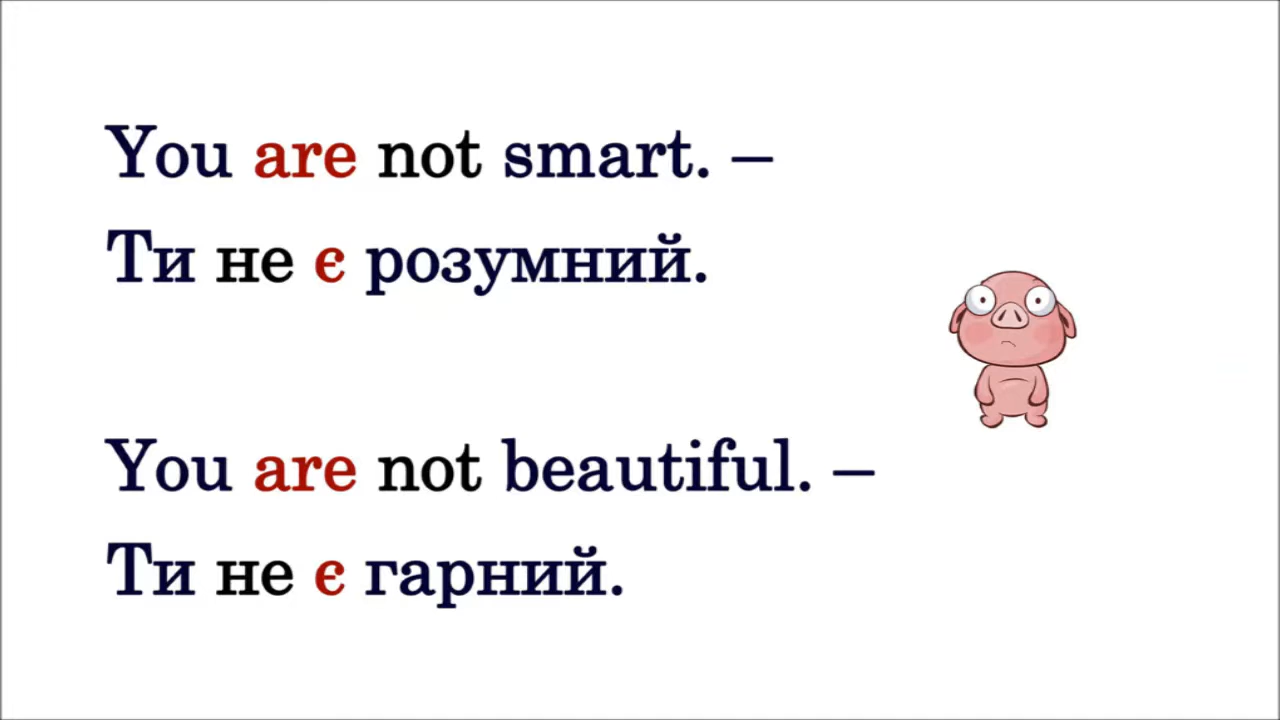 You are not smart. –
Ти не є розумний.
You are not beautiful. –
Ти не є гарний.